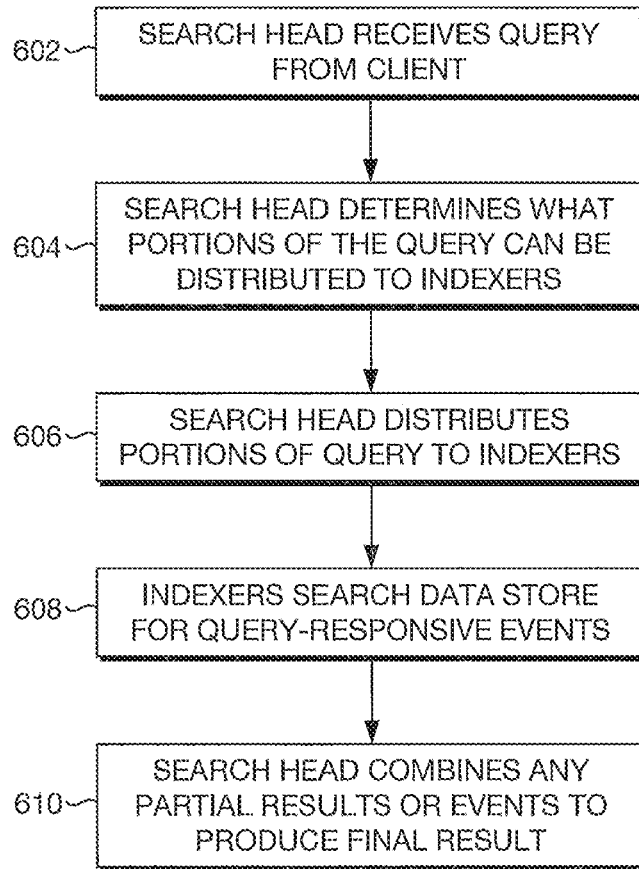 602
SEARCH HEAD RECEIVES QUERY
FROM CLIENT
604
SEARCH HEAD DETERMINES WHAT
PORTIONS OF THE QUERY CAN BE
DISTRIBUTED TO INDEXERS
606
SEARCH HEAD DISTRIBUTES
PORTIONS OF QUERY TO INDEXERS
608
INDEXERS SEARCH DATA STORE
FOR QUERY-RESPONSIVE EVENTS
610
SEARCH HEAD COMBINES ANY
PARTIAL RESULTS OR EVENTS TO
PRODUCE FINAL RESULT